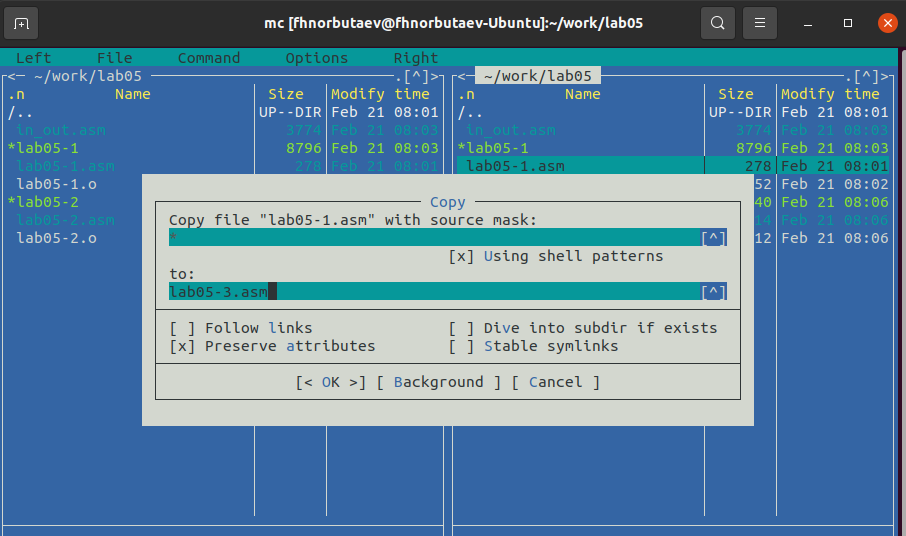 mc [fhnorbutaev@fhnorbutaev-Ubuntu]:~/work/lab05
Left File Command Options Right
<─ ~/work/lab05 ─.[^]>
.n Name Size Modify time
/.. UP--DIR Feb 21 08:01
in_out.asm 3774 Feb 21 08:03
*lab05-1 8796 Feb 21 08:03
lab05-1.asm 278 Feb 21 08:01
lab05-1.o
*lab05-2
lab05-2.asm
lab05-2.o
<─ ~/work/lab05 ─.[^]>
.n Name Size Modify time
/.. UP--DIR Feb 21 08:01
in_out.asm 3774 Feb 21 08:03
*lab05-1 8796 Feb 21 08:03
lab05-1.asm 278 Feb 21 08:01
52 Feb 21 08:02
40 Feb 21 08:06
14 Feb 21 08:06
12 Feb 21 08:06
Copy
Copy file "lab05-1.asm" with source mask:
* [^]
[x] Using shell patterns
to:
lab05-3.asm [^]
[ ] Follow links [ ] Dive into subdir if exists
[x] Preserve attributes [ ] Stable symlinks
[< OK >] [ Background ] [ Cancel ]